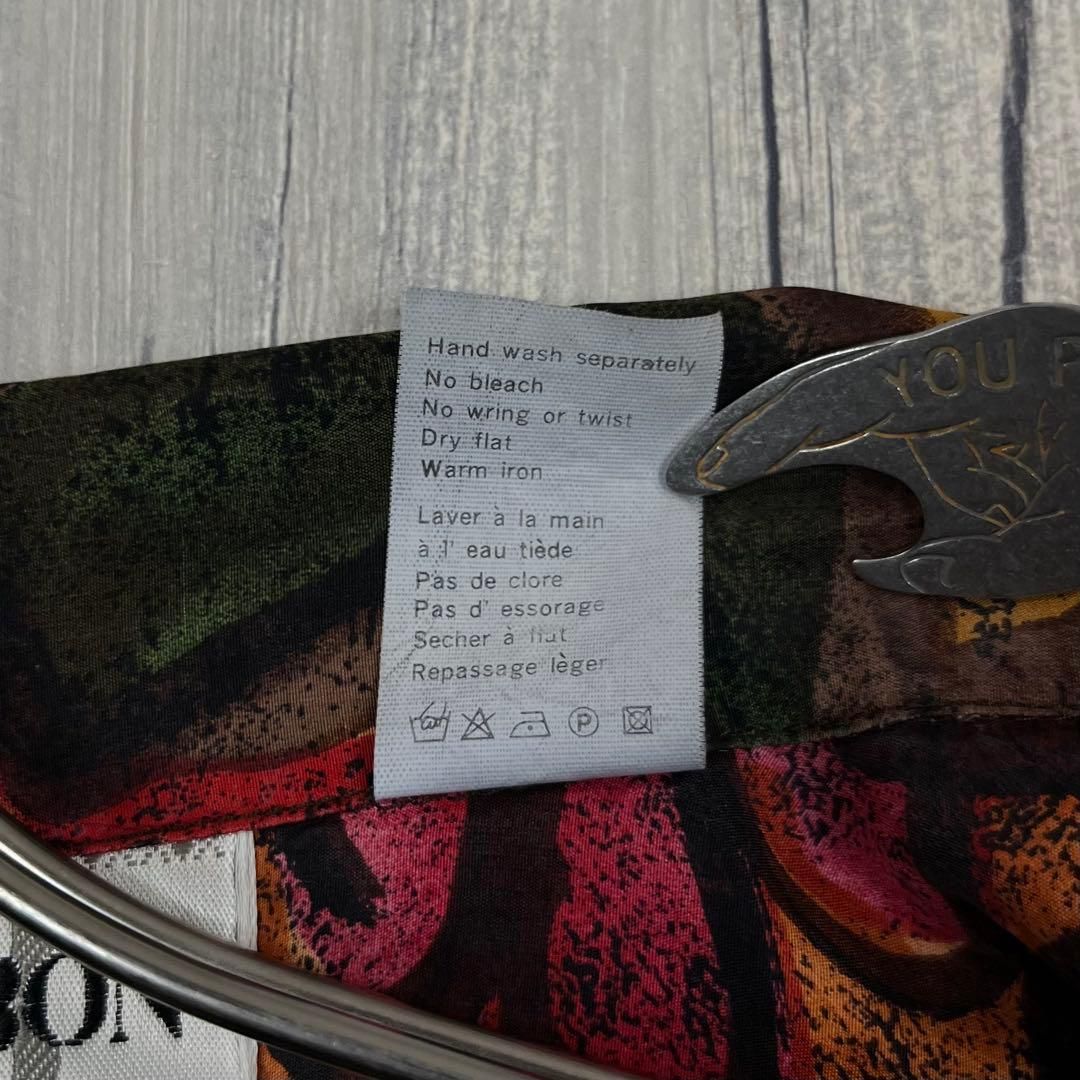 Hand wash separately
No bleach
No wring or twist
Dry flat
Warm iron
Laver à la main
à l' eau tiède
Pas de clore
Pas d' essorage
Secher à flat
Repassage lèger
P
YOU P
BON